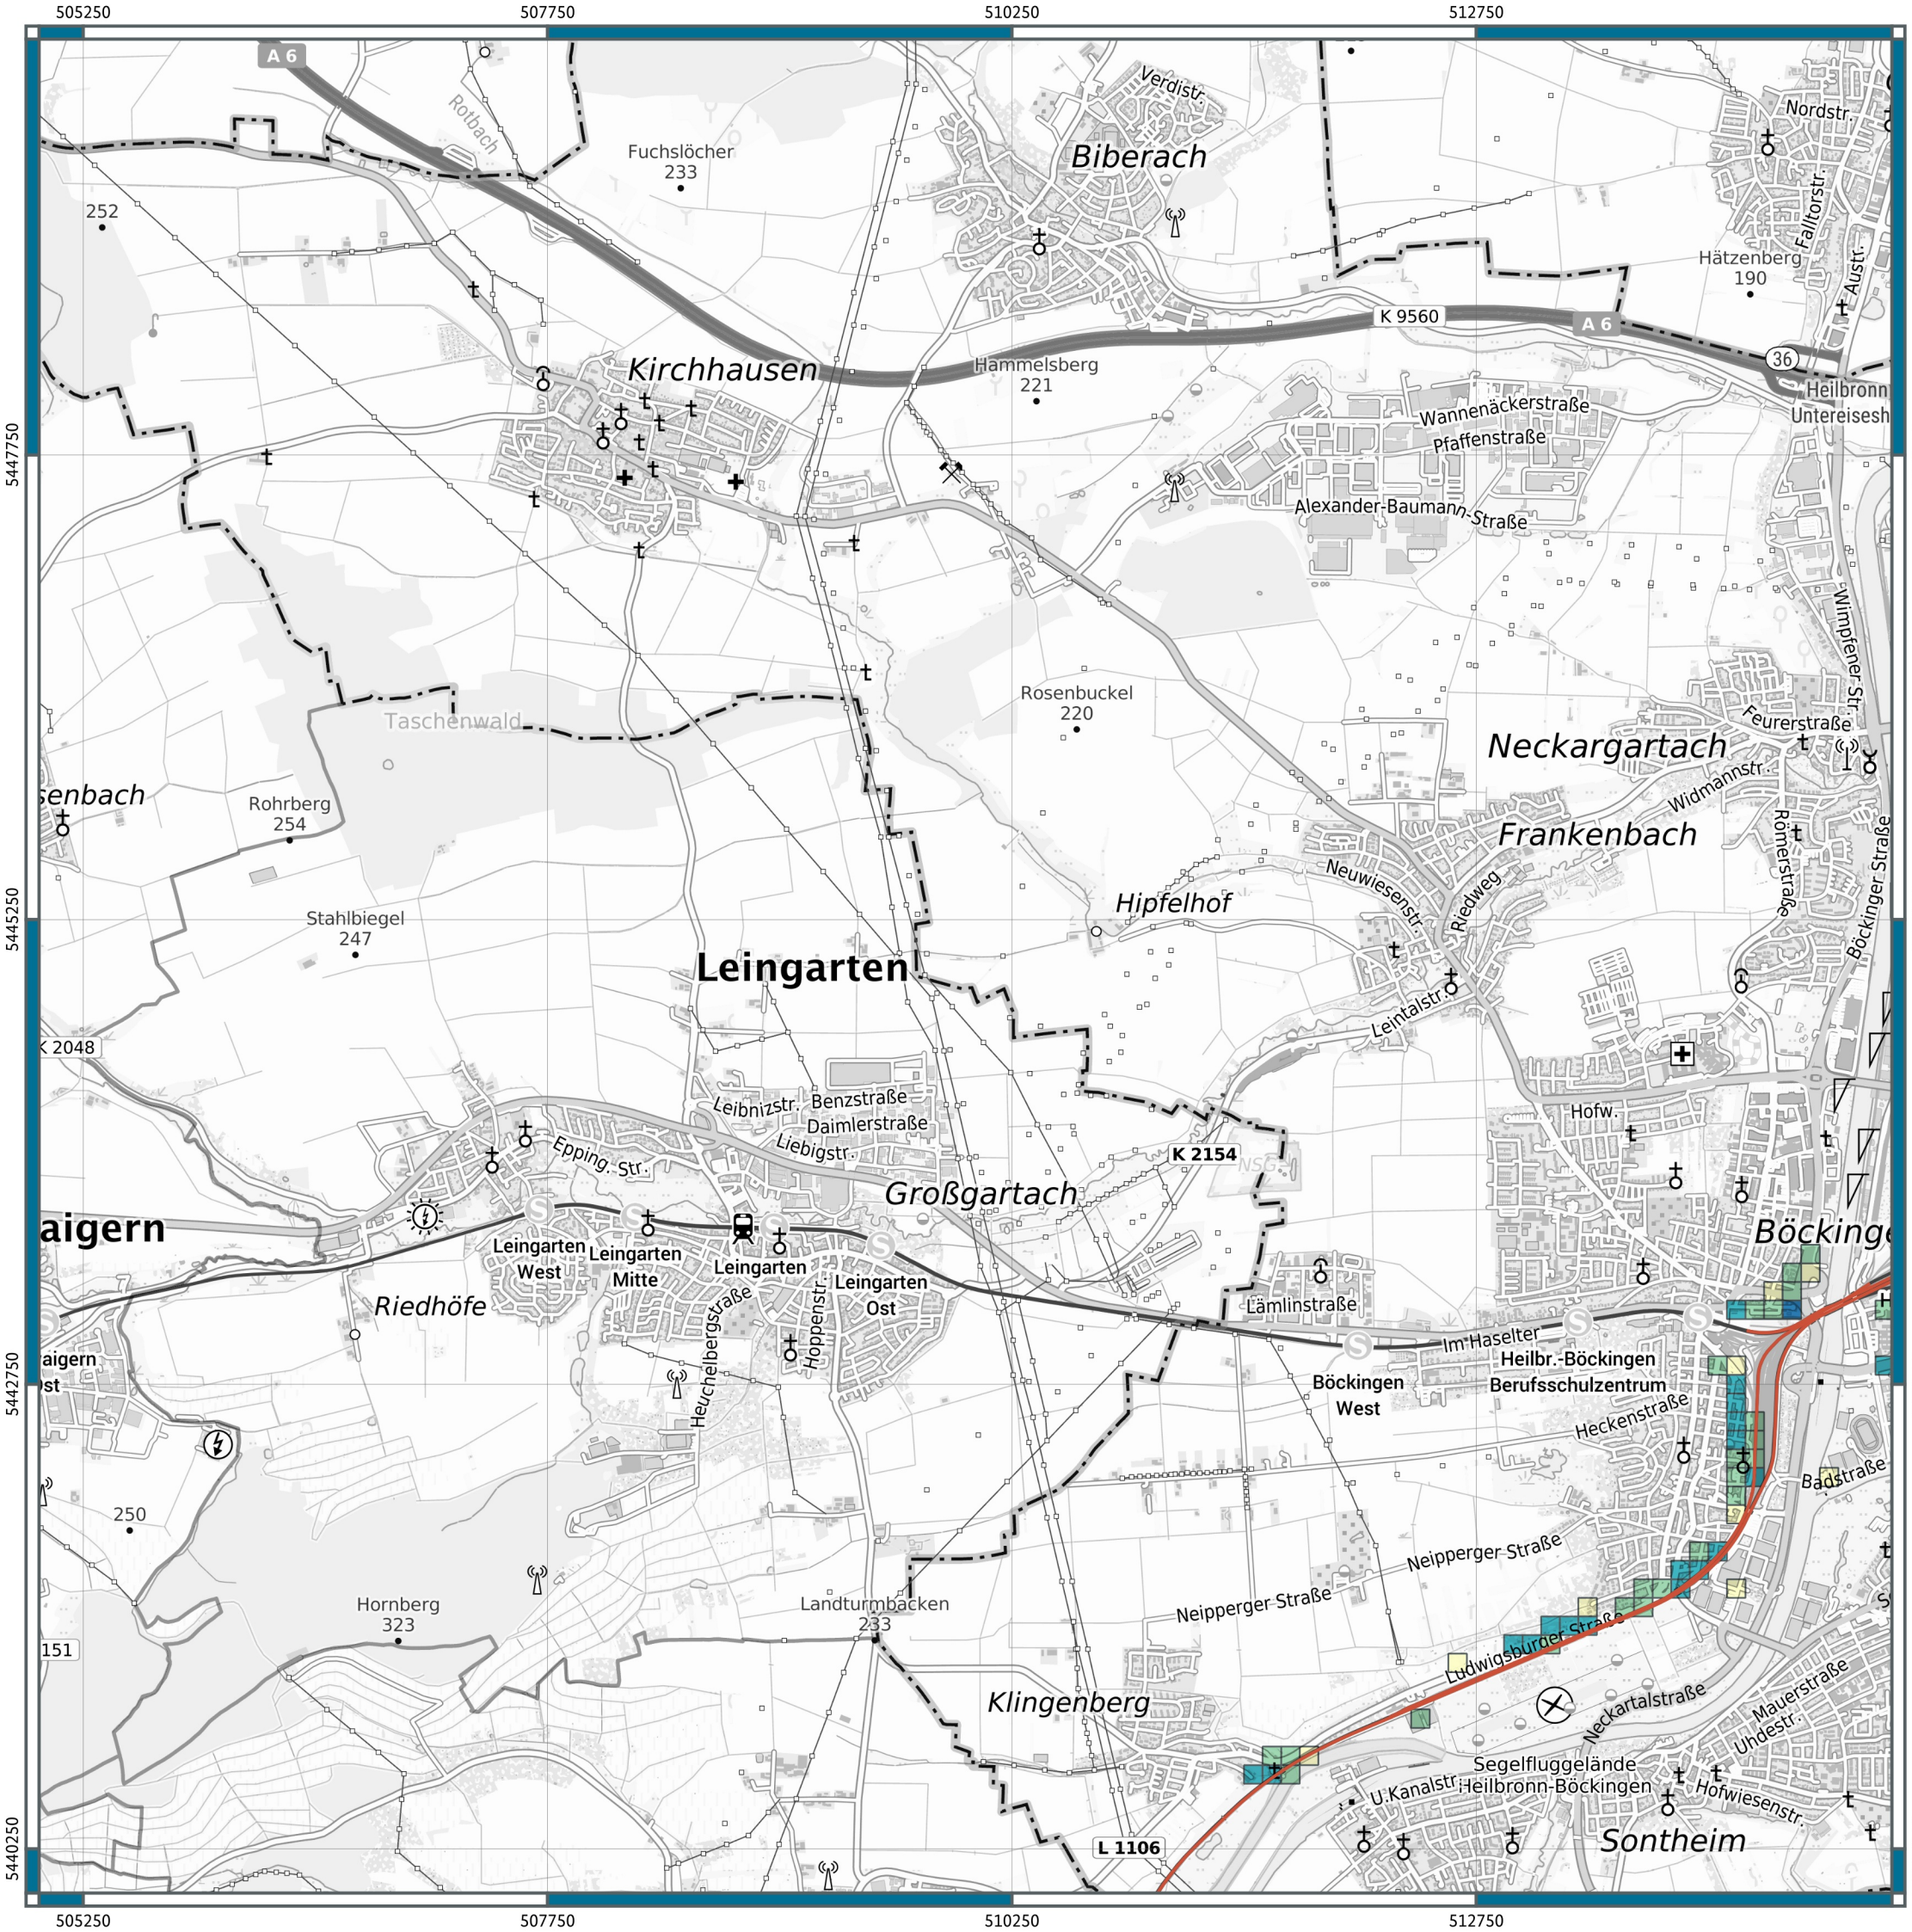 505250
507750
510250
512750
A 6
Rotbach
Verdistr.
Biberach
Nordstr.
Fuchslöcher
233
252
Falltorstr.
Austr.
Hätzenberg
190
K 9560
A 6
36
Kirchhausen
Hammelsberg
221
Heilbronn
Untereisesh
Wannenäckerstraße
Pfaffenstraße
5447750
Alexander-Baumann-Straße
Wimpfener Str.
Rosenbuckel
220
Taschenwald
Feurerstraße
Neckargartach
Widmannstr.
senbach
Rohrberg
254
Frankenbach
Römerstraße
Böckinger Straße
Neuwiesenstr.
Riedweg
Hipfelhof
Stahlbiegel
247
5445250
Leingarten
Leintalstr.
K 2048
Leibnizstr.
Benzstraße
Daimlerstraße
Liebigstr.
Hofw.
Epping. Str.
K 2154
NSG
Großgartach
aigern
Böckinge
Leingarten
West
Leingarten
Mitte
Leingarten
Leingarten
Ost
Riedhöfe
Heuchelbergstraße
Hoppenstr.
Lämlinstraße
Im Haselter
Heilbr.-Böckingen
Berufsschulzentrum
Böckingen
West
aigern
Ost
5442750
Heckenstraße
Badstraße
250
Neipperger Straße
Neipperger Straße
Hornberg
323
Landturmbacken
233
151
Ludwigsburger Straße
Klingenberg
Neckartalstraße
Mauerstraße
Uhdestr.
Segelfluggelände
Heilbronn-Böckingen
U.Kanalstr.
Hofwiesenstr.
L 1106
Sontheim
5440250
505250
507750
510250
512750